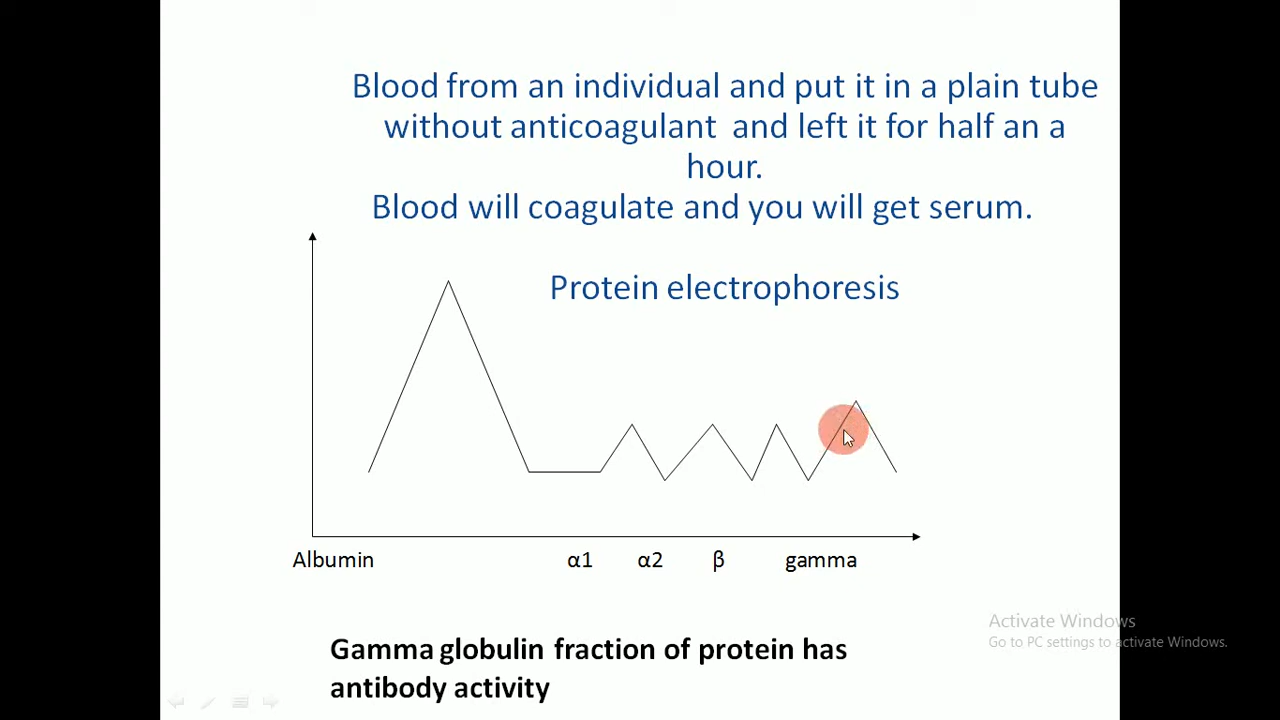 Blood from an individual and put it in a plain tube
without anticoagulant and left it for half an a
hour.
Blood will coagulate and you will get serum.
Protein electrophoresis
Albumin α1 α2 β gamma
Activate Windows
Go to PC settings to activate Windows.
Gamma globulin fraction of protein has
antibody activity